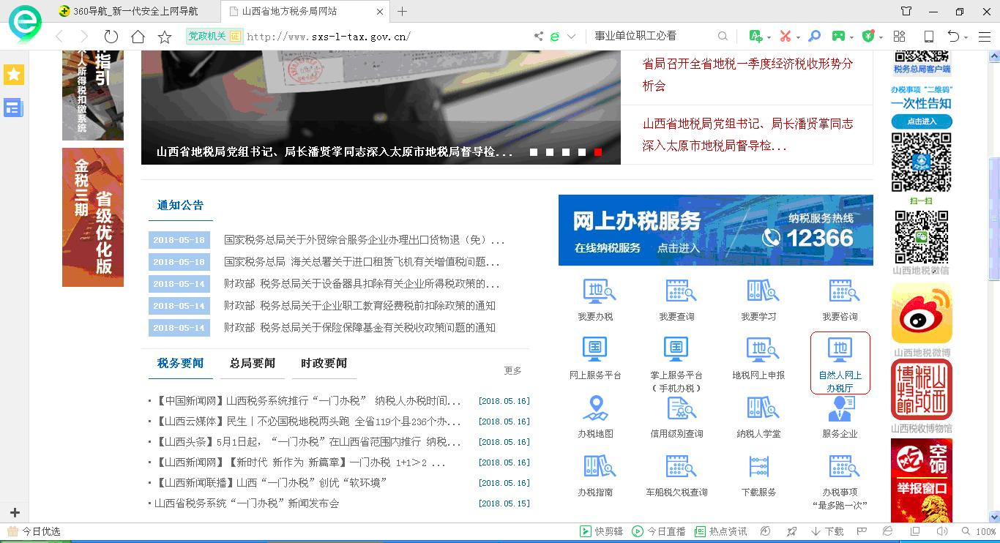 360导航_新一代安全上网导航
山西省地方税务局网站
党政机关 证
http://www.sxs-l-tax.gov.cn/
事业单位职工必看
指引
人所得税扣缴系统
金税三期
省级优化版
山西省地税局党组书记、局长潘贤掌同志深入太原市地税局督导检...
省局召开全省地税一季度经济税收形势分
析会
山西省地税局党组书记、局长潘贤掌同志
深入太原市地税局督导检...
通知公告
2018-05-18 国家税务总局关于外贸综合服务企业办理出口货物退（免）...
2018-05-18 国家税务总局 海关总署关于进口租赁飞机有关增值税问题...
2018-05-14 财政部 税务总局关于设备器具扣除有关企业所得税政策的...
2018-05-14 财政部 税务总局关于企业职工教育经费税前扣除政策的通知
2018-05-14 财政部 税务总局关于保险保障基金有关税收政策问题的通知
税务要闻 总局要闻 时政要闻 更多
·【中国新闻网】山西税务系统推行“一门办税” 纳税人办税时间... [2018.05.16]
·【山西云媒体】民生丨不必国税地税两头跑 全省119个县236个办... [2018.05.16]
·【山西头条】5月1日起，“一门办税”在山西省范围内推行 纳税... [2018.05.16]
·【山西新闻网】【新时代 新作为 新篇章】一门办税 1+1＞2 ... [2018.05.16]
·【山西新闻联播】山西“一门办税”创优“软环境” [2018.05.16]
·山西省税务系统“一门办税”新闻发布会 [2018.05.15]
网上办税服务
在线纳税服务 点击进入
纳税服务热线
12366
地
我要办税 我要查询 我要学习 我要咨询
国 国 地 地
网上服务平台 掌上服务平台 地税网上申报 自然人网上
（手机办税） 办税厅
办税地图 信用级别查询 纳税人学堂 服务企业
办税指南 车船税欠税查询 下载服务 办税事项
“最多跑一次”
税务总局客户端
办税事项“二维码”
一次性告知
点击进入
扫一扫
山西地税微信
山西地税微博
山西税收博物馆
吃空饷
举报窗口
今日优选
快剪辑 今日直播 热点资讯 下载 100%